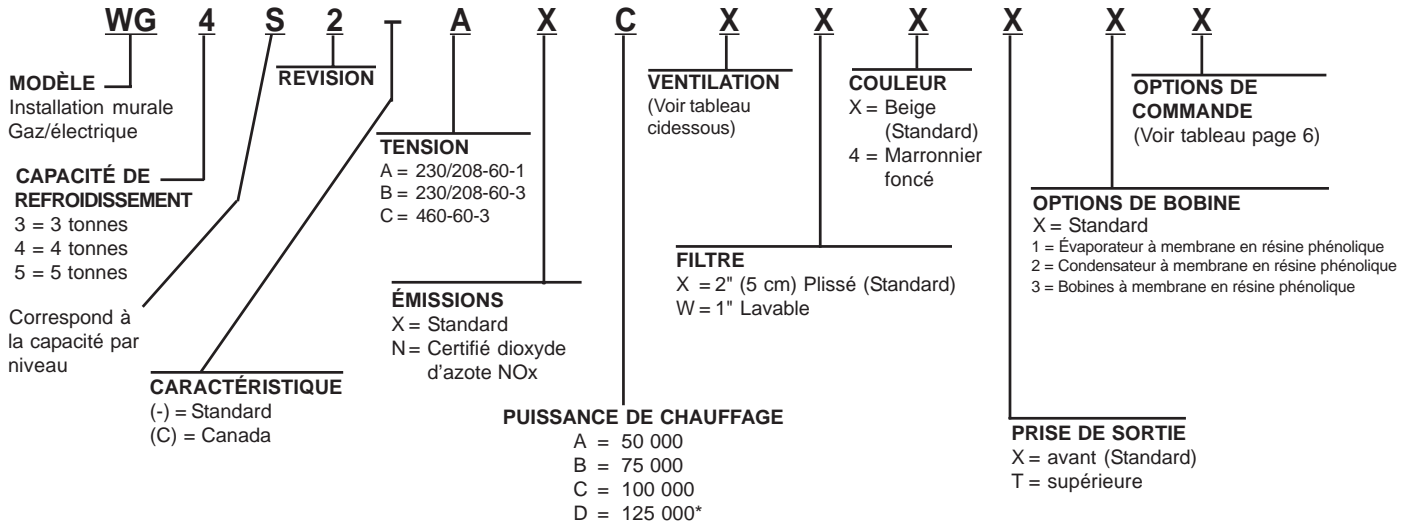 WG 4 S 2 - A X C X X X X X X
MODÈLE
Installation murale
Gaz/électrique
CAPACITÉ DE
REFROIDISSEMENT
3 = 3 tonnes
4 = 4 tonnes
5 = 5 tonnes
Correspond à
la capacité par
niveau
REVISION
CARACTÉRISTIQUE
(-) = Standard
(C) = Canada
TENSION
A = 230/208-60-1
B = 230/208-60-3
C = 460-60-3
ÉMISSIONS
X = Standard
N = Certifié dioxyde
d'azote NOx
PUISSANCE DE CHAUFFAGE
A = 50 000
B = 75 000
C = 100 000
D = 125 000*
VENTILATION
(Voir tableau
cidessous)
FILTRE
X = 2" (5 cm) Plissé (Standard)
W = 1" Lavable
COULEUR
X = Beige
(Standard)
4 = Marronnier
foncé
PRISE DE SORTIE
X = avant (Standard)
T = supérieure
OPTIONS DE BOBINE
X = Standard
1 = Évaporateur à membrane en résine phénolique
2 = Condensateur à membrane en résine phénolique
3 = Bobines à membrane en résine phénolique
OPTIONS DE
COMMANDE
(Voir tableau page 6)